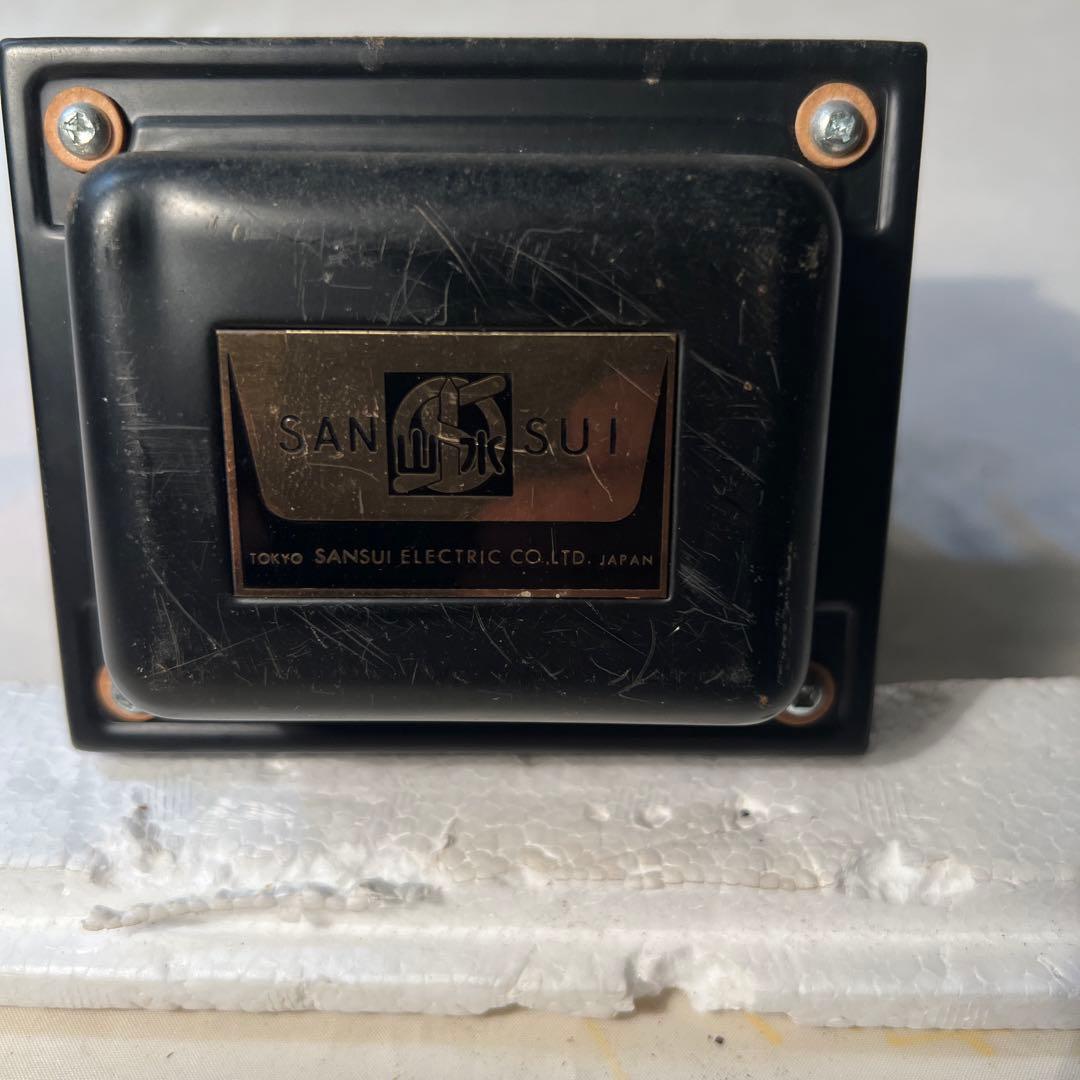 SAN 山水 SUI
TOKYO SANSUI ELECTRIC CO.,LTD. JAPAN